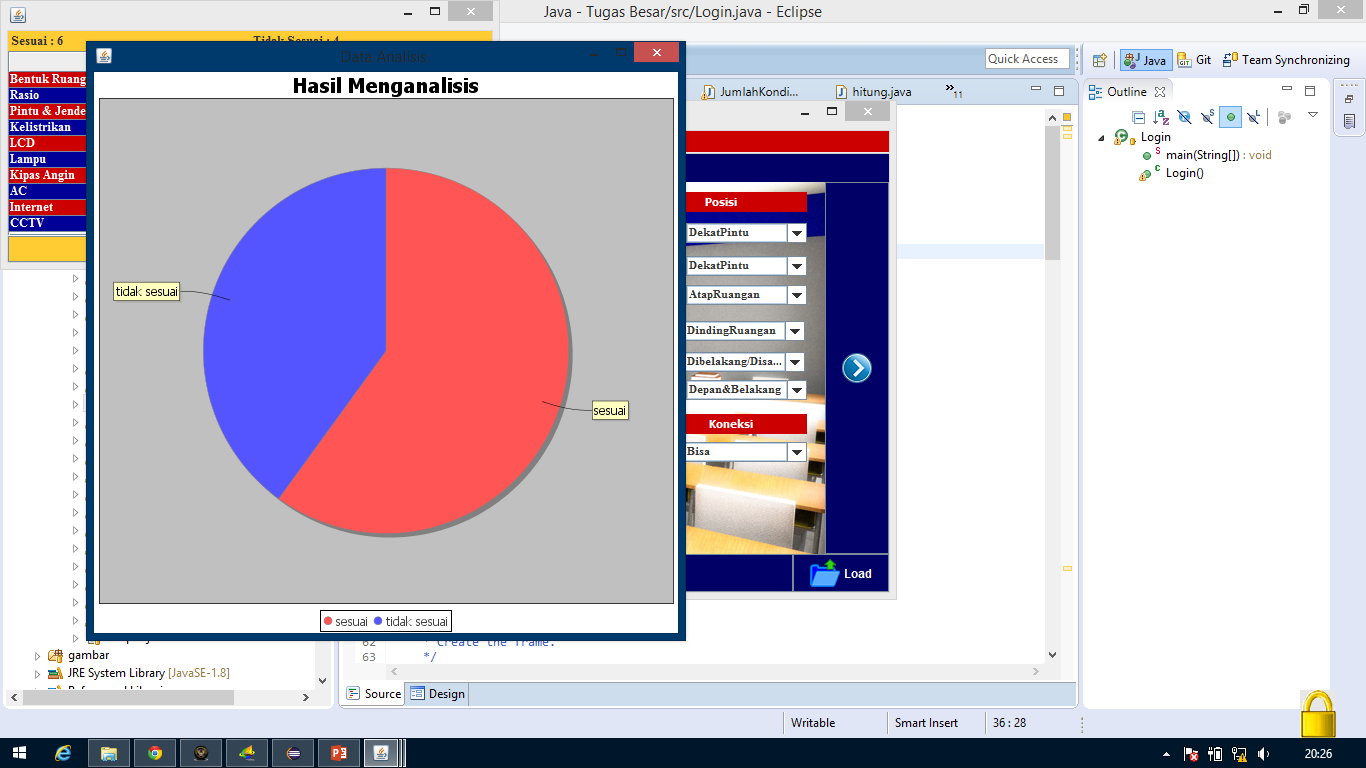 Java - Tugas Besar/src/Login.java - Eclipse
Sesuai : 6
Tidak Sesuai : 4
Data Analisis
Quick Access
Java
Git
Team Synchronizing
Hasil Menganalisis
Bentuk Ruang
Rasio
Pintu & Jende
Kelistrikan
LCD
Lampu
Kipas Angin
AC
Internet
CCTV
tidak sesuai
sesuai
sesuai tidak sesuai
JumlahKondi...
hitung.java
11
Posisi
DekatPintu
DekatPintu
AtapRuangan
DindingRuangan
Dibelakang/Disa...
Depan&Belakang
Koneksi
Bisa
Load
Outline
Login
main(String[]) : void
Login()
62 * Create the frame.
63 */
gambar
JRE System Library [JavaSE-1.8]
Source
Design
Writable
Smart Insert
36 : 28
20:26